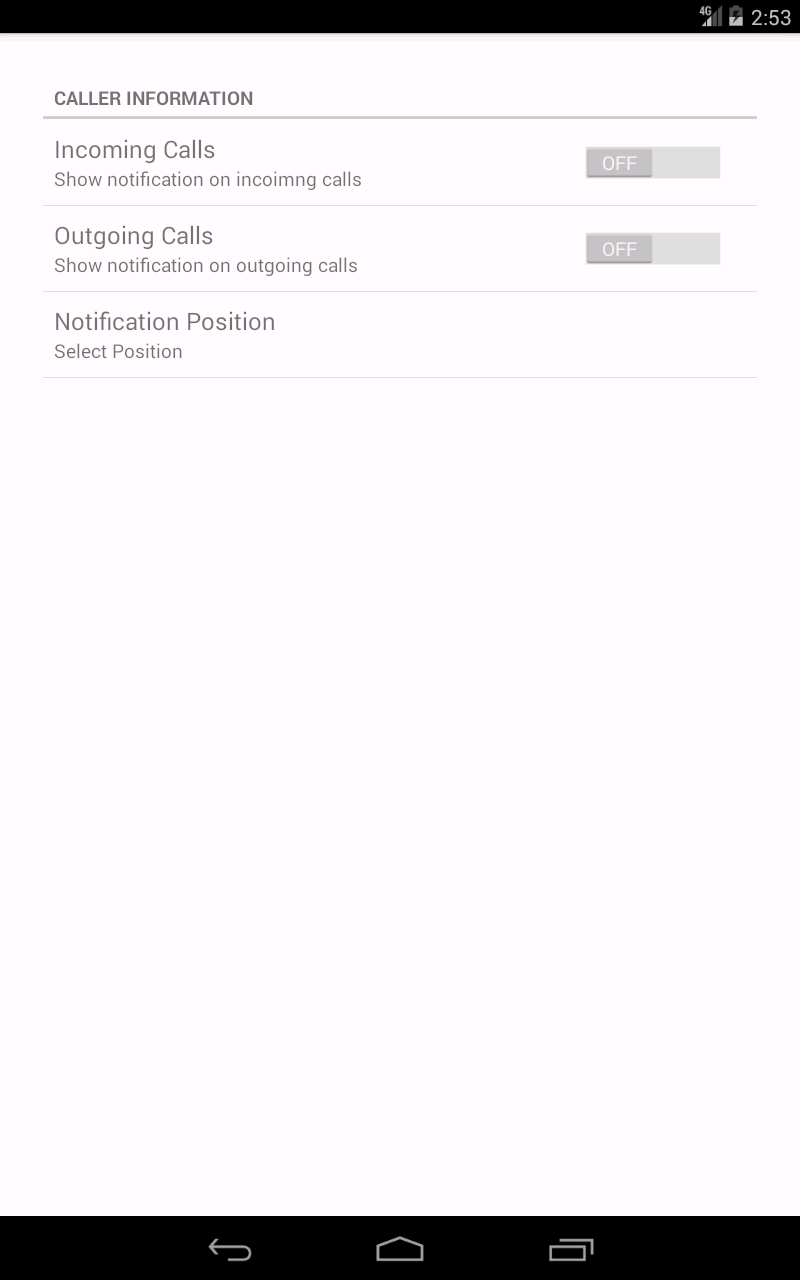 4G 2:53
CALLER INFORMATION
Incoming Calls
Show notification on incoimng calls
OFF
Outgoing Calls
Show notification on outgoing calls
OFF
Notification Position
Select Position